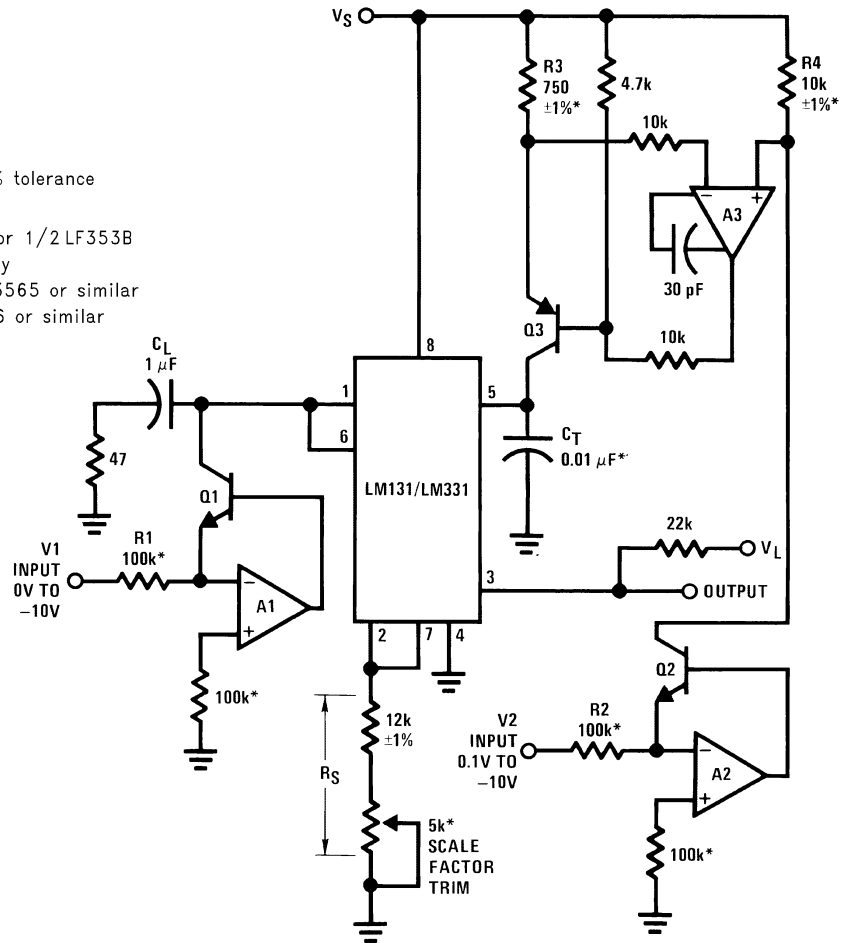 VS
R3
750
±1%*
4.7k
R4
10k
±1%*
10k
% tolerance
or 1/2 LF353B
y
5565 or similar
6 or similar
−
+
A3
30 pF
Q3
10k
CL
1 μF
8
1
5
6
CT
0.01 μF*
47
LM131/LM331
Q1
22k
VL
V1
INPUT
0V TO
−10V
R1
100k*
−
A1
+
3
OUTPUT
2
7
4
100k*
Q2
12k
±1%
V2
INPUT
0.1V TO
−10V
R2
100k*
−
A2
+
RS
5k*
SCALE
FACTOR
TRIM
100k*